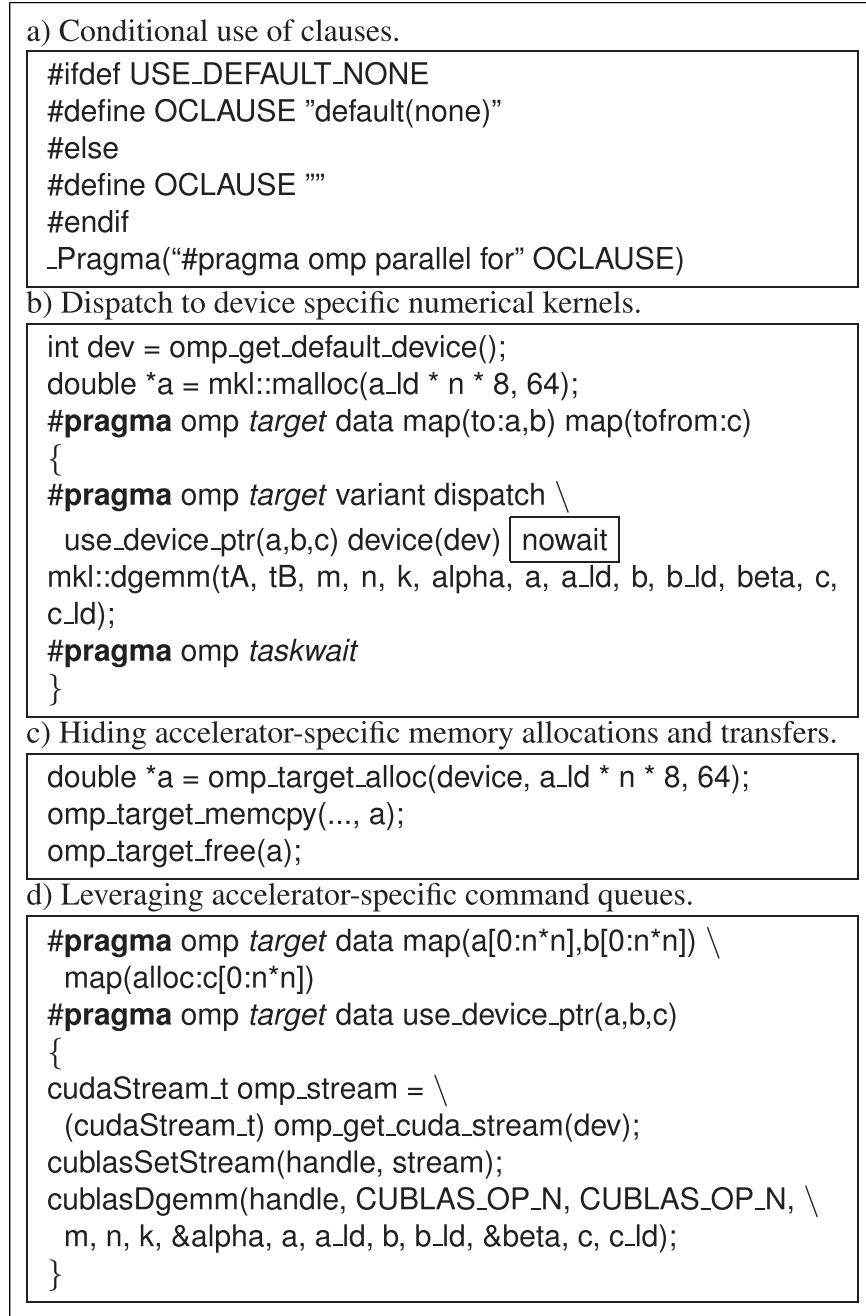 a) Conditional use of clauses.
#ifdef USE_DEFAULT_NONE
#define OCLAUSE ”default(none)”
#else
#define OCLAUSE ””
#endif
_Pragma(“#pragma omp parallel for” OCLAUSE)
b) Dispatch to device specific numerical kernels.
int dev = omp_get_default_device();
double *a = mkl::malloc(a_ld * n * 8, 64);
#pragma omp target data map(to:a,b) map(tofrom:c)
{
#pragma omp target variant dispatch \
use_device_ptr(a,b,c) device(dev) nowait
mkl::dgemm(tA, tB, m, n, k, alpha, a, a_ld, b, b_ld, beta, c,
c_ld);
#pragma omp taskwait
}
c) Hiding accelerator-specific memory allocations and transfers.
double *a = omp_target_alloc(device, a_ld * n * 8, 64);
omp_target_memcpy(..., a);
omp_target_free(a);
d) Leveraging accelerator-specific command queues.
#pragma omp target data map(a[0:n*n],b[0:n*n]) \
map(alloc:c[0:n*n])
#pragma omp target data use_device_ptr(a,b,c)
{
cudaStream_t omp_stream = \
(cudaStream_t) omp_get_cuda_stream(dev);
cublasSetStream(handle, stream);
cublasDgemm(handle, CUBLAS_OP_N, CUBLAS_OP_N, \
m, n, k, &alpha, a, a_ld, b, b_ld, &beta, c, c_ld);
}